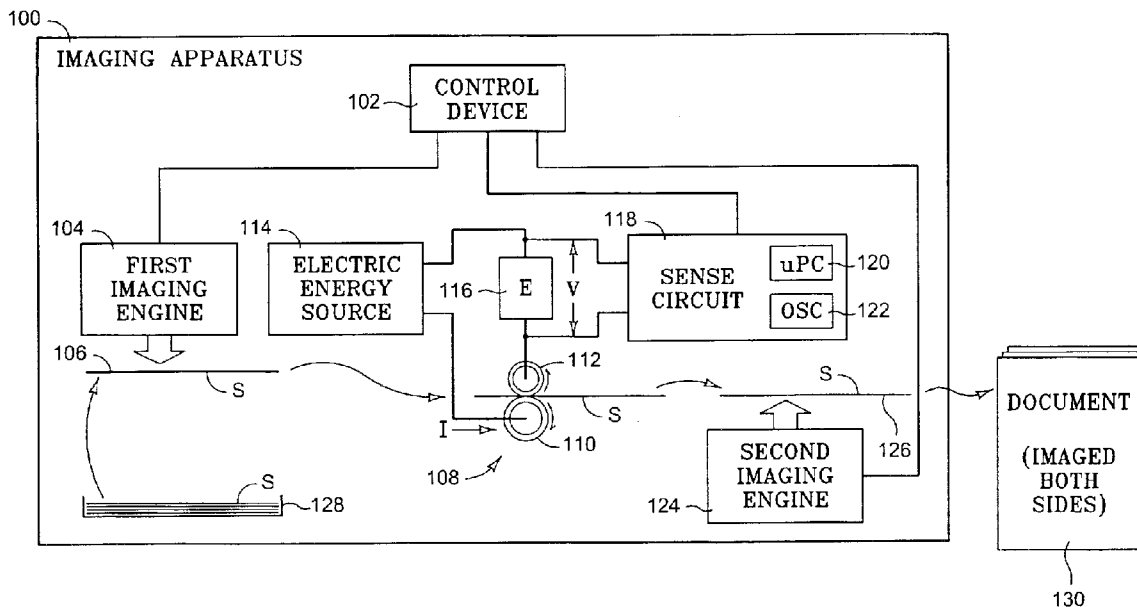 100
IMAGING APPARATUS
CONTROL
DEVICE
102
104
FIRST
IMAGING
ENGINE
114
ELECTRIC
ENERGY
SOURCE
116
E
V
118
SENSE
CIRCUIT
uPC
120
OSC
122
106
S
112
S
S
I
110
108
SECOND
IMAGING
ENGINE
124
126
S
128
DOCUMENT
(IMAGED
BOTH
SIDES)
130